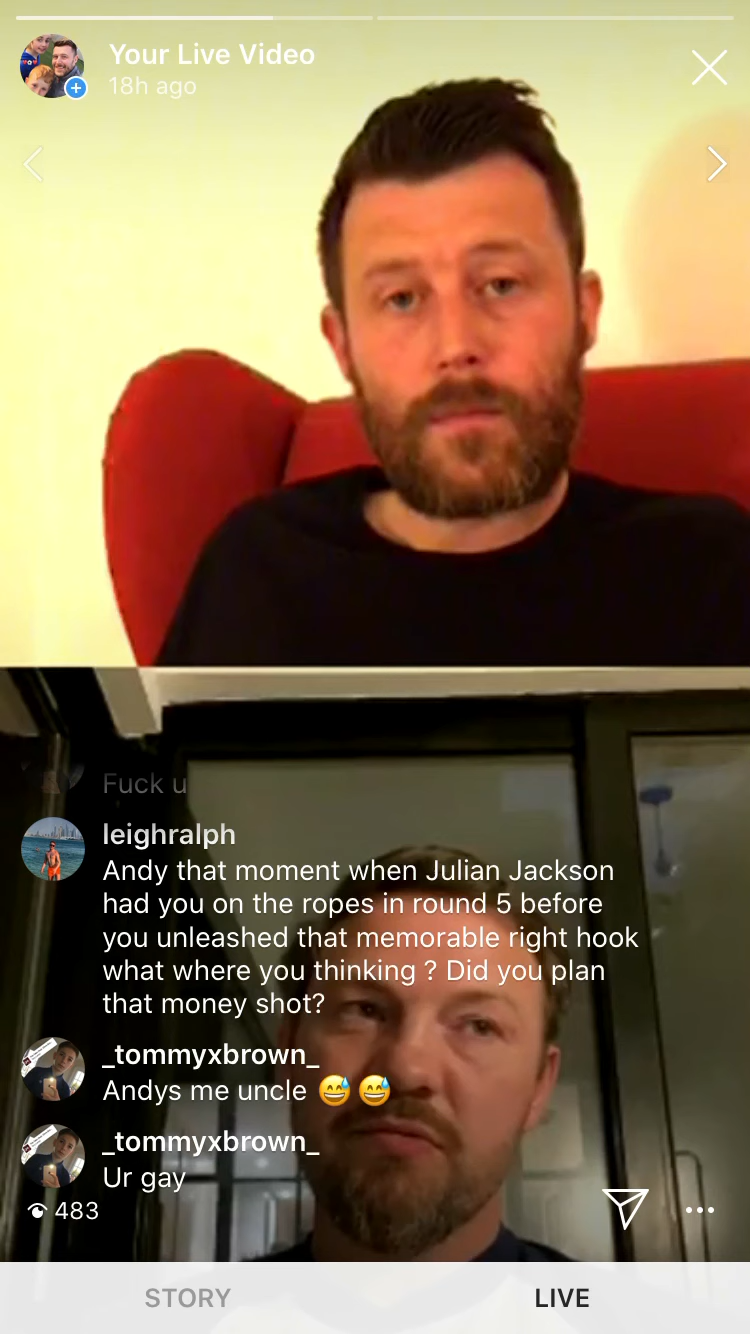 Your Live Video
18h ago
Fuck u
leighralph
Andy that moment when Julian Jackson
had you on the ropes in round 5 before
you unleashed that memorable right hook
what where you thinking ? Did you plan
that money shot?
_tommyxbrown_
Andys me uncle 😅😅
_tommyxbrown_
Ur gay
483
STORY
LIVE